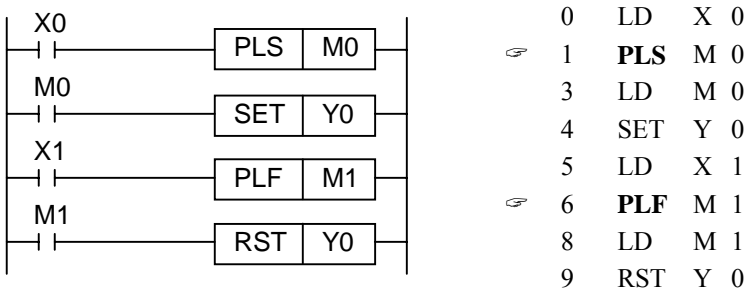 X0
PLS M0
M0
SET Y0
X1
PLF M1
M1
RST Y0
0 LD X 0
☞ 1 PLS M 0
3 LD M 0
4 SET Y 0
5 LD X 1
☞ 6 PLF M 1
8 LD M 1
9 RST Y 0